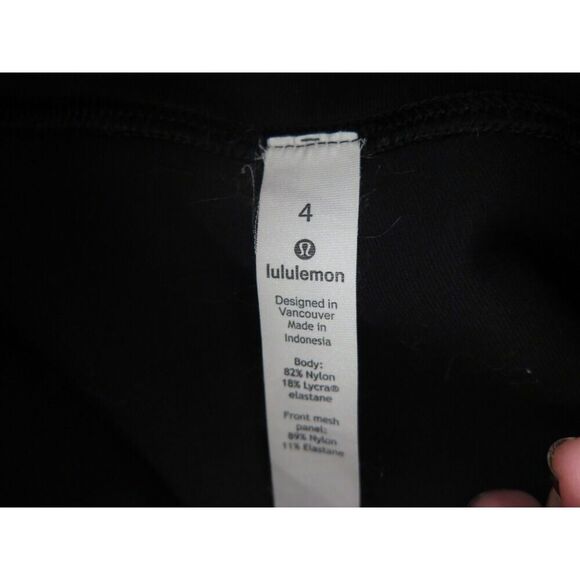 4
lululemon
Designed in
Vancouver
Made in
Indonesia
Body:
82% Nylon
18% Lycra®
elastane
Front mesh
panel:
89% Nylon
11% Elastane